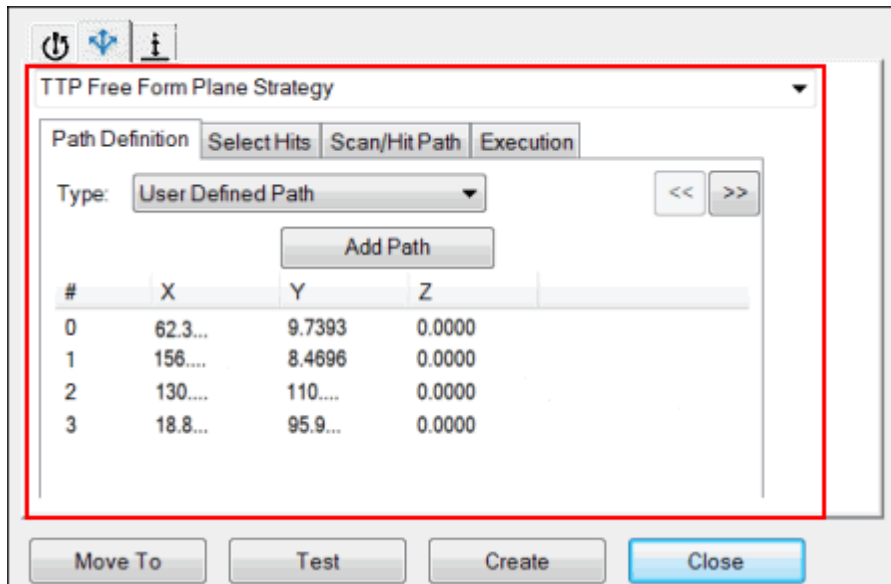 TTP Free Form Plane Strategy
Path Definition Select Hits Scan/Hit Path Execution
Type: User Defined Path << >>
Add Path
# X Y Z
0 62.3... 9.7393 0.0000
1 156.... 8.4696 0.0000
2 130.... 110.... 0.0000
3 18.8... 95.9... 0.0000
Move To Test Create Close